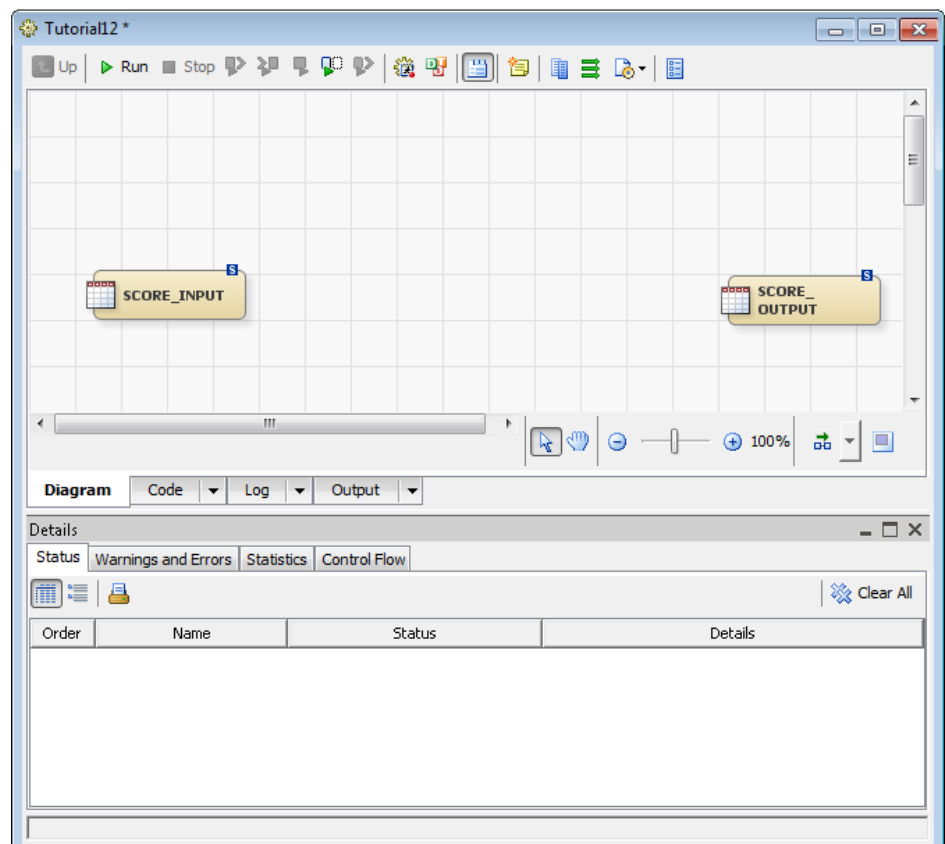 Tutorial12 *
Up Run Stop
S
SCORE_INPUT
S
SCORE_
OUTPUT
100%
Diagram Code Log Output
Details
Status Warnings and Errors Statistics Control Flow
Clear All
Order Name Status Details